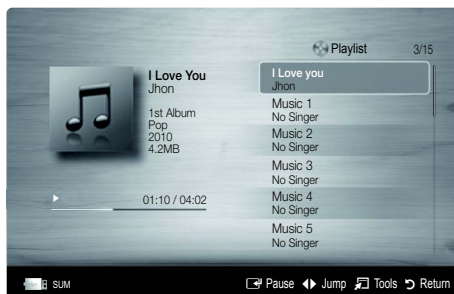 Playlist 3/15
I Love You
Jhon
1st Album
Pop
2010
4.2MB
01:10 / 04:02
I Love you
Jhon
Music 1
No Singer
Music 2
No Singer
Music 3
No Singer
Music 4
No Singer
Music 5
No Singer
SUM Pause Jump Tools Return